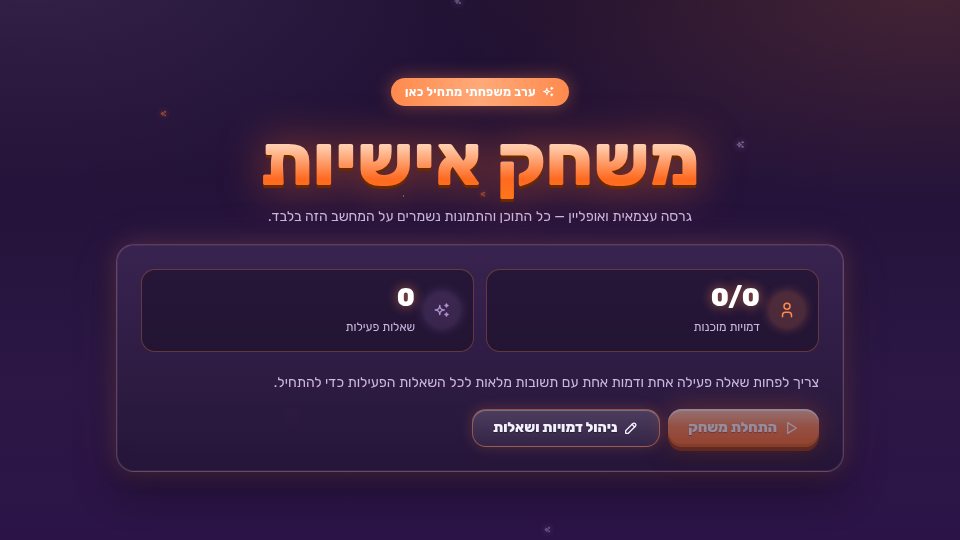 ערב משפחתי מתחיל כאן
משחק אישיות
גרסה עצמאית ואופליין — כל התוכן והתמונות נשמרים על המחשב הזה בלבד.
0/0
דמויות מוכנות
0
שאלות פעילות
צריך לפחות שאלה פעילה אחת ודמות אחת עם תשובות מלאות לכל השאלות הפעילות כדי להתחיל.
התחלת משחק
ניהול דמויות ושאלות